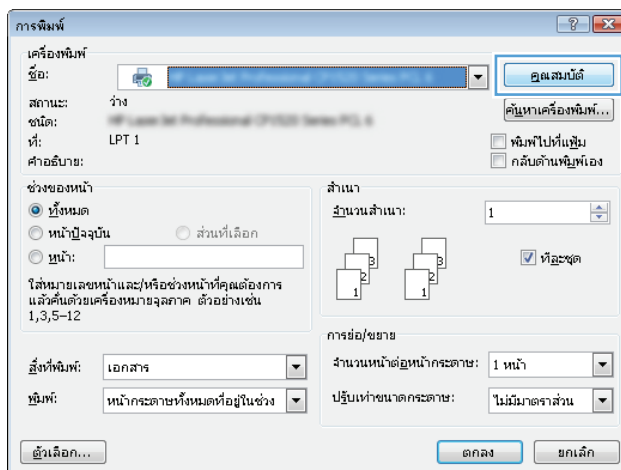 การพิมพ์
เครื่องพิมพ์
ชื่อ:
คุณสมบัติ
สถานะ: ว่าง
ค้นหาเครื่องพิมพ์...
ชนิด:
ที่: LPT 1
พิมพ์ไปที่แฟ้ม
คำอธิบาย:
กลับด้านพิมพ์เอง
ช่วงของหน้า
ทั้งหมด
หน้าปัจจุบัน ส่วนที่เลือก
หน้า:
ใส่หมายเลขหน้าและ/หรือช่วงหน้าที่คุณต้องการ
แล้วคั่นด้วยเครื่องหมายจุลภาค ตัวอย่างเช่น
1,3,5–12
สำเนา
จำนวนสำเนา: 1
3 3
2 2
1 1
ทีละชุด
สิ่งที่พิมพ์: เอกสาร
พิมพ์: หน้ากระดาษทั้งหมดที่อยู่ในช่วง
การย่อ/ขยาย
จำนวนหน้าต่อหน้ากระดาษ: 1 หน้า
ปรับเท่าขนาดกระดาษ: ไม่มีมาตราส่วน
ตัวเลือก...
ตกลง
ยกเลิก